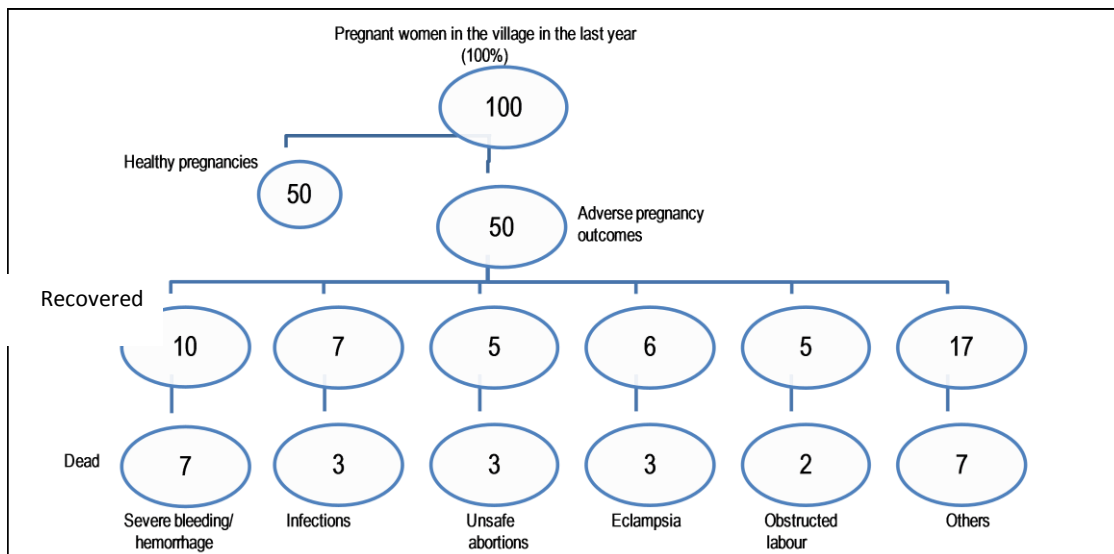 Pregnant women in the village in the last year
(100%)
100
Healthy pregnancies
50
50
Adverse pregnancy
outcomes
Recovered
10
7
5
6
5
17
Dead
7
3
3
3
2
7
Severe bleeding/
hemorrhage
Infections
Unsafe
abortions
Eclampsia
Obstructed
labour
Others